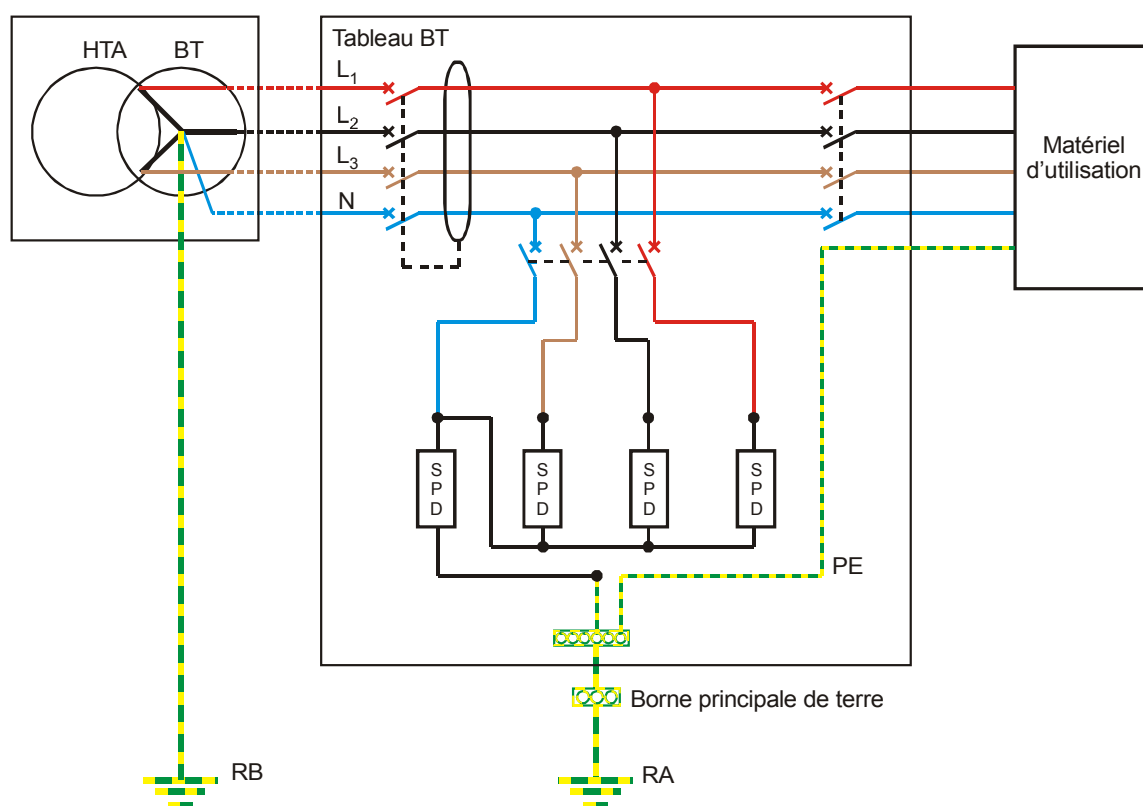 HTA BT
Tableau BT
L1
L2
L3
N
Matériel
d'utilisation
SPD
SPD
SPD
SPD
PE
Borne principale de terre
RB
RA